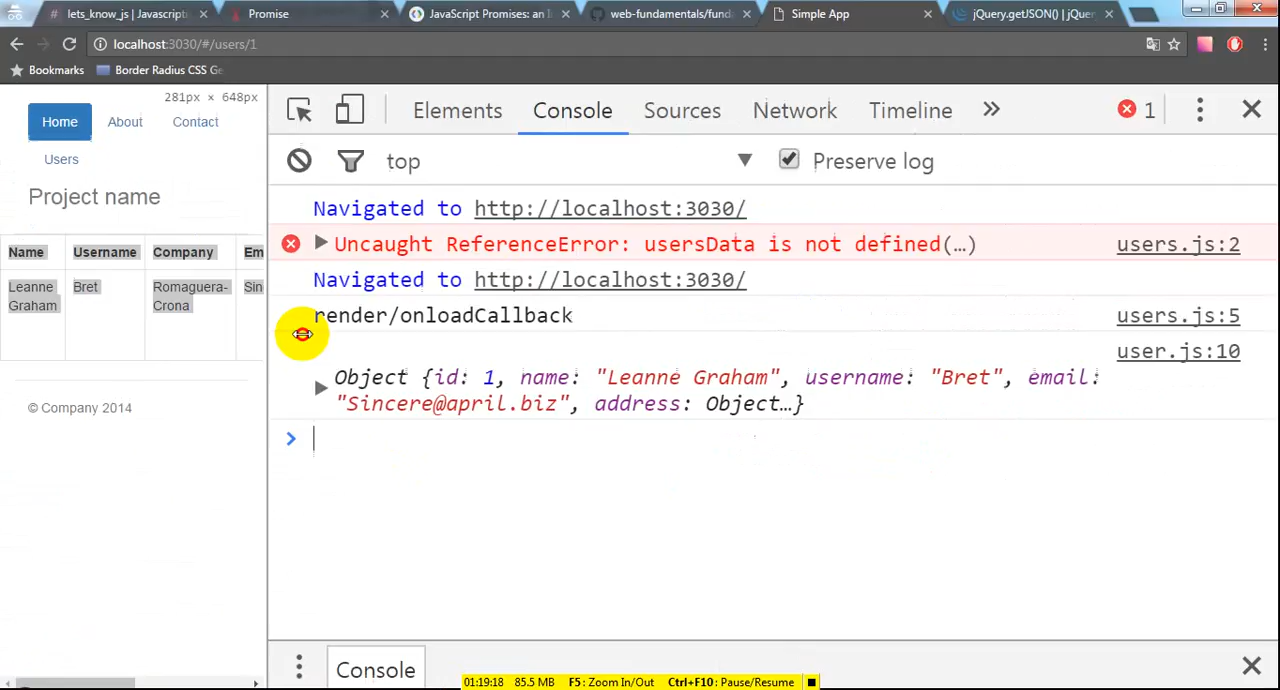 lets_know_js | Javascript
Promise
JavaScript Promises: an I
web-fundamentals/fund
Simple App
jQuery.getJSON() | jQue
localhost:3030/#/users/1
Bookmarks
Border Radius CSS Ge
281px × 648px
Home
About
Contact
Users
Project name
Name Username Company Em
Leanne Graham Bret Romaguera-Crona Sin
© Company 2014
Elements Console Sources Network Timeline » 1
top Preserve log
Navigated to http://localhost:3030/
Uncaught ReferenceError: usersData is not defined(…) users.js:2
Navigated to http://localhost:3030/
render/onloadCallback users.js:5
user.js:10
Object {id: 1, name: "Leanne Graham", username: "Bret", email:
"Sincere@april.biz", address: Object…}
Console
01:19:18 85.5 MB F5: Zoom In/Out Ctrl+F10: Pause/Resume